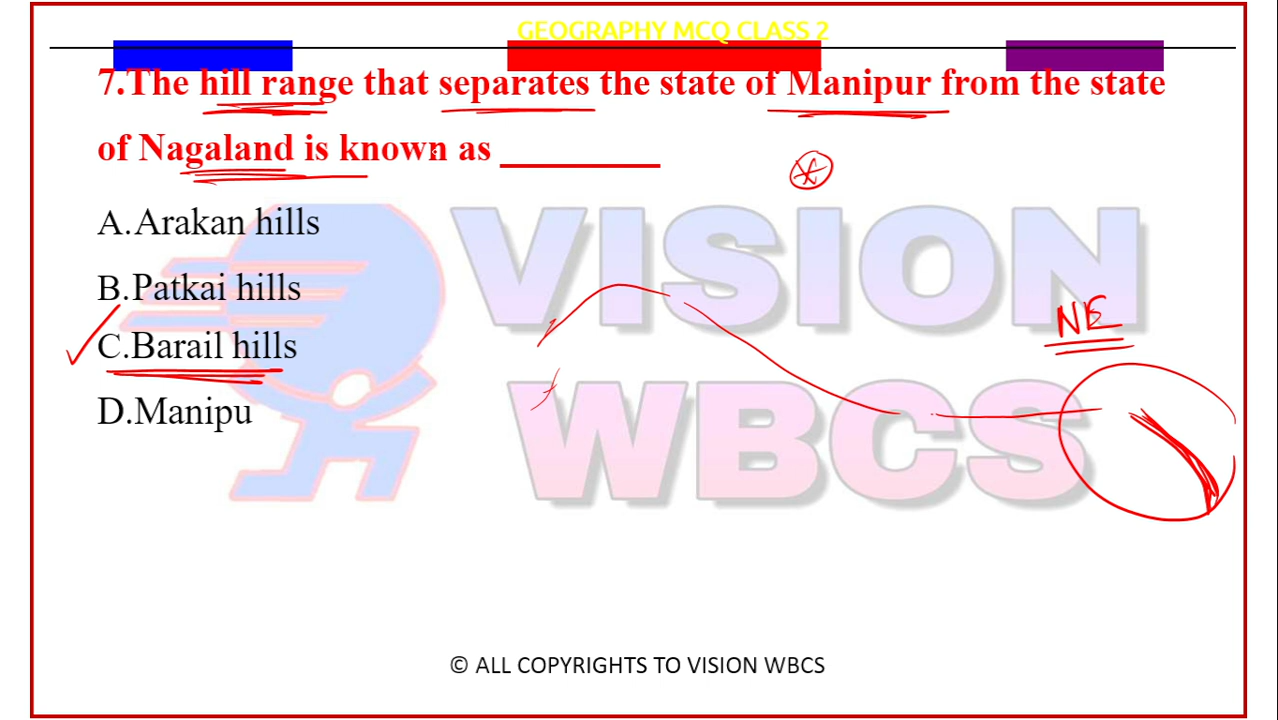 GEOGRAPHY MCQ CLASS 2
7.The hill range that separates the state of Manipur from the state
of Nagaland is known as ________
A.Arakan hills
B.Patkai hills
C.Barail hills
D.Manipu
VISION
WBCS
NE
© ALL COPYRIGHTS TO VISION WBCS